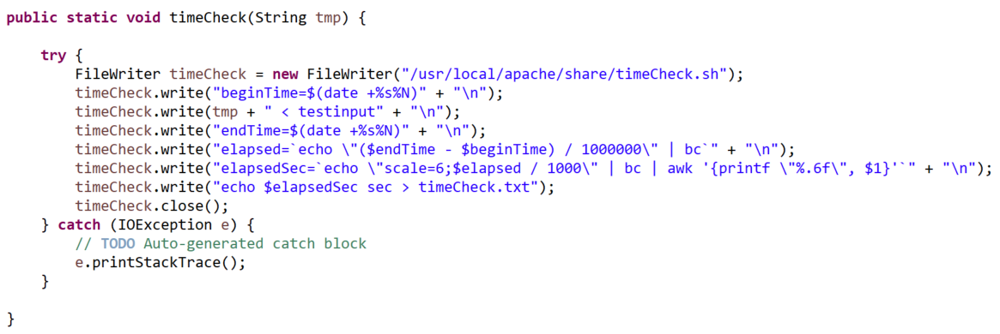 public static void timeCheck(String tmp) {
try {
FileWriter timeCheck = new FileWriter("/usr/local/apache/share/timeCheck.sh");
timeCheck.write("beginTime=$(date +%s%N)" + "\n");
timeCheck.write(tmp + " < testinput" + "\n");
timeCheck.write("endTime=$(date +%s%N)" + "\n");
timeCheck.write("elapsed=`echo \"($endTime - $beginTime) / 1000000\" | bc`" + "\n");
timeCheck.write("elapsedSec=`echo \"scale=6;$elapsed / 1000\" | bc | awk '{printf \"%.6f\", $1}'`" + "\n");
timeCheck.write("echo $elapsedSec sec > timeCheck.txt");
timeCheck.close();
} catch (IOException e) {
// TODO Auto-generated catch block
e.printStackTrace();
}
}